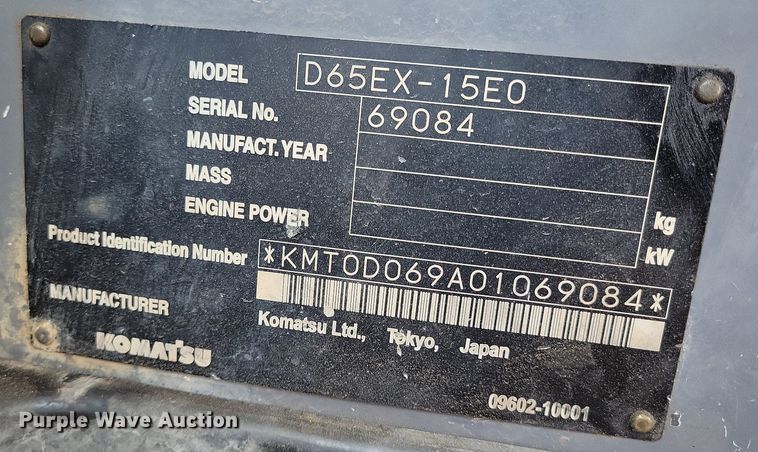 MODEL D65EX-15E0
SERIAL No. 69084
MANUFACT. YEAR
MASS kg
ENGINE POWER kW
Product Identification Number *KMT0D069A01069084*
MANUFACTURER Komatsu Ltd., Tokyo, Japan
KOMATSU
09602-10001
Purple Wave Auction